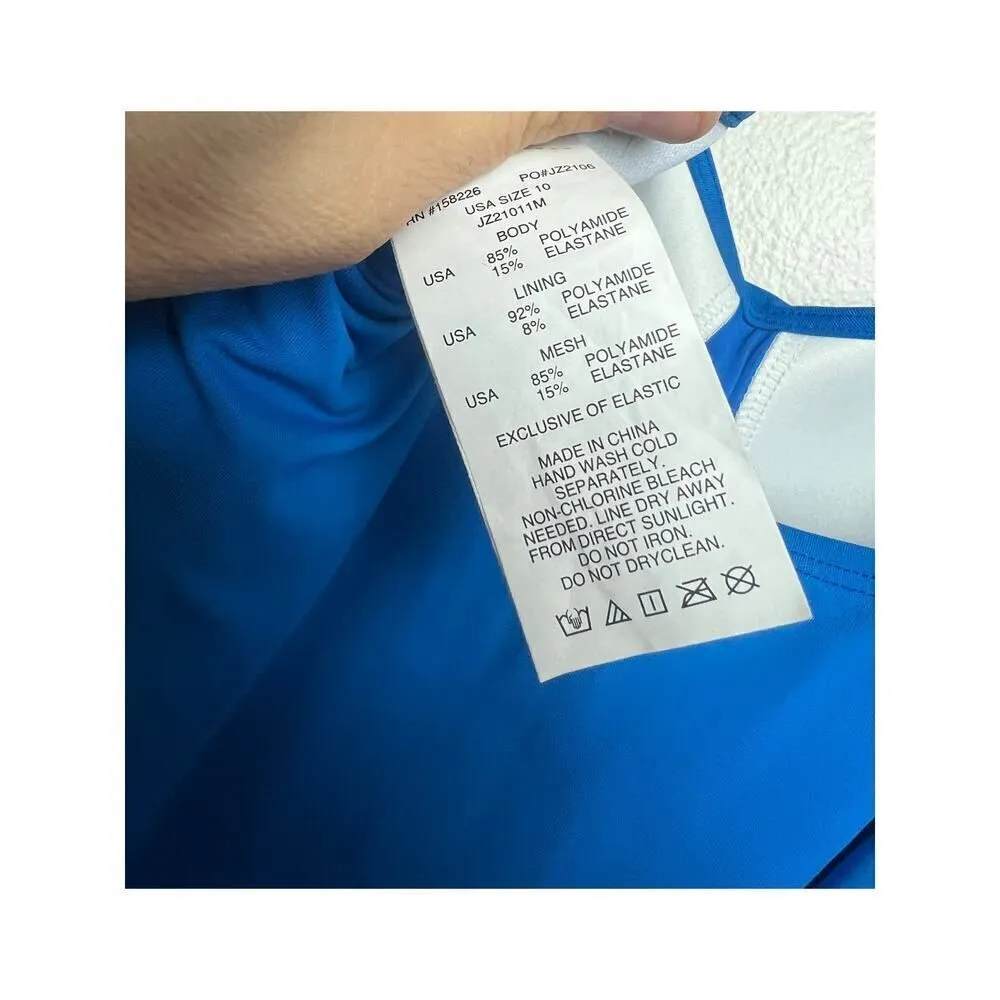 RN #158226 PO#JZ2106
USA SIZE 10
JZ21011M
BODY
USA 85% POLYAMIDE
15% ELASTANE
LINING
USA 92% POLYAMIDE
8% ELASTANE
MESH
USA 85% POLYAMIDE
15% ELASTANE
EXCLUSIVE OF ELASTIC
MADE IN CHINA
HAND WASH COLD
SEPARATELY.
NON-CHLORINE BLEACH
NEEDED. LINE DRY AWAY
FROM DIRECT SUNLIGHT.
DO NOT IRON.
DO NOT DRYCLEAN.